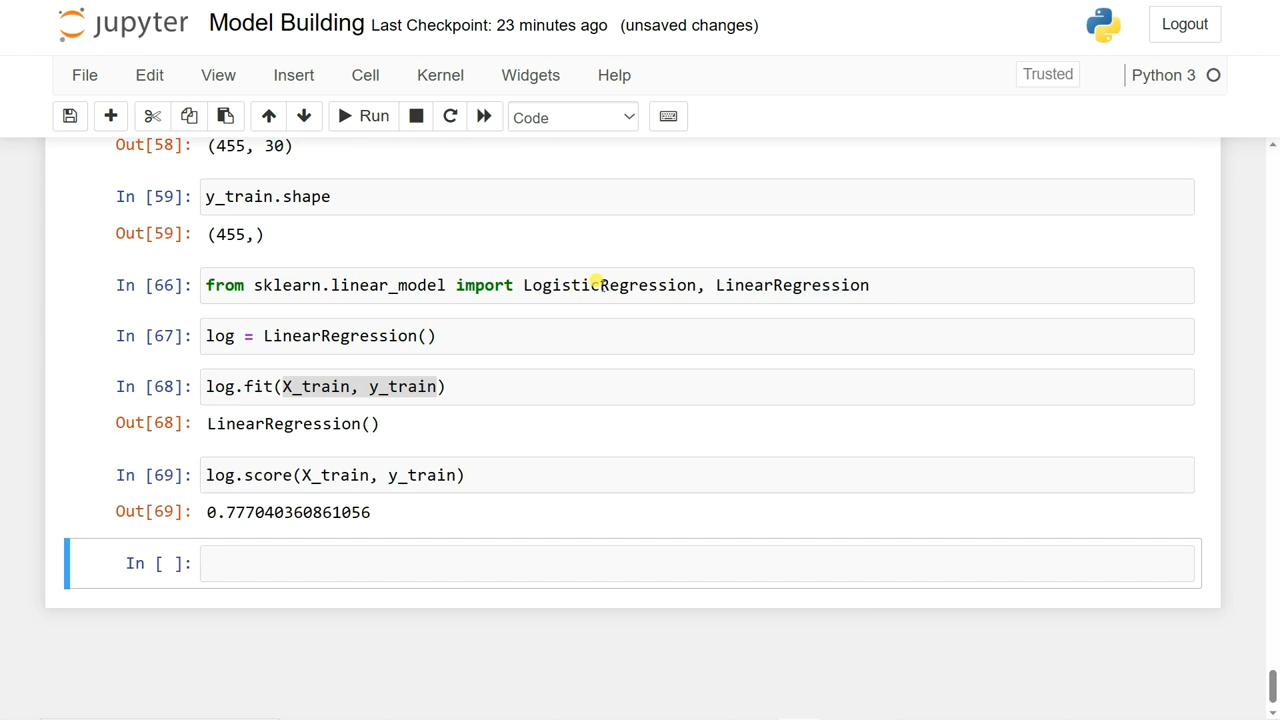 jupyter Model Building Last Checkpoint: 23 minutes ago (unsaved changes) Logout
File Edit View Insert Cell Kernel Widgets Help Trusted Python 3
Run Code
Out[58]: (455, 30)
In [59]: y_train.shape
Out[59]: (455,)
In [66]: from sklearn.linear_model import LogisticRegression, LinearRegression
In [67]: log = LinearRegression()
In [68]: log.fit(X_train, y_train)
Out[68]: LinearRegression()
In [69]: log.score(X_train, y_train)
Out[69]: 0.777040360861056
In [ ]: